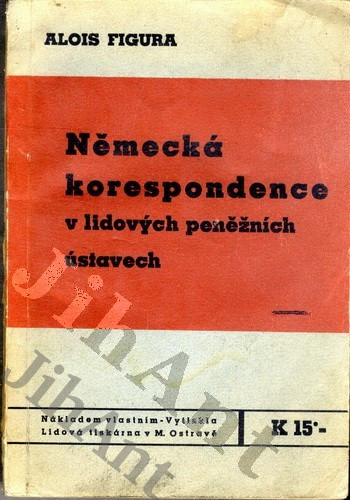 ALOIS FIGURA
Německá
korespondence
v lidových peněžních
ústavech
Nákladem vlastním-Vytiskla
Lidová tiskárna v M. Ostravě
K 15·-
JihAnt
JihAnt